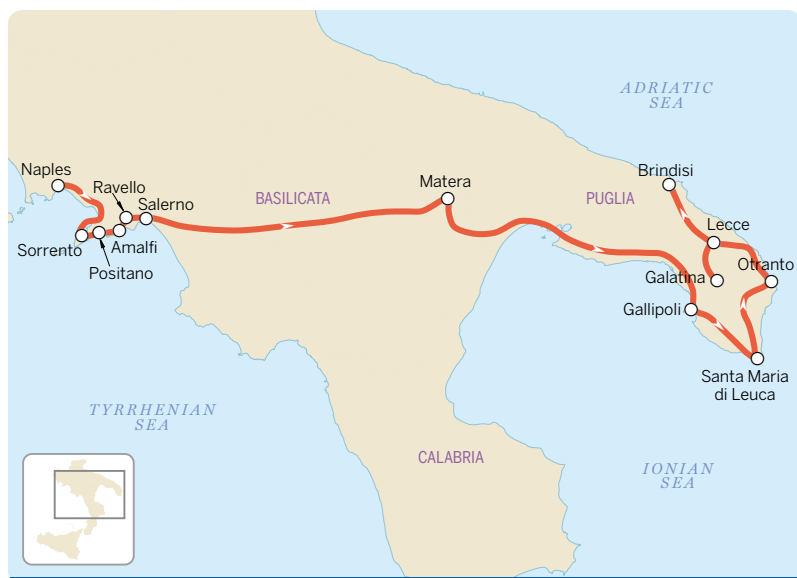 ADRIATIC
SEA
Naples
Brindisi
Ravello
Matera
Salerno
BASILICATA
PUGLIA
Lecce
Sorrento
Amalfi
Positano
Galatina
Otranto
Gallipoli
Santa Maria
di Leuca
TYRRHENIAN
SEA
CALABRIA
IONIAN
SEA